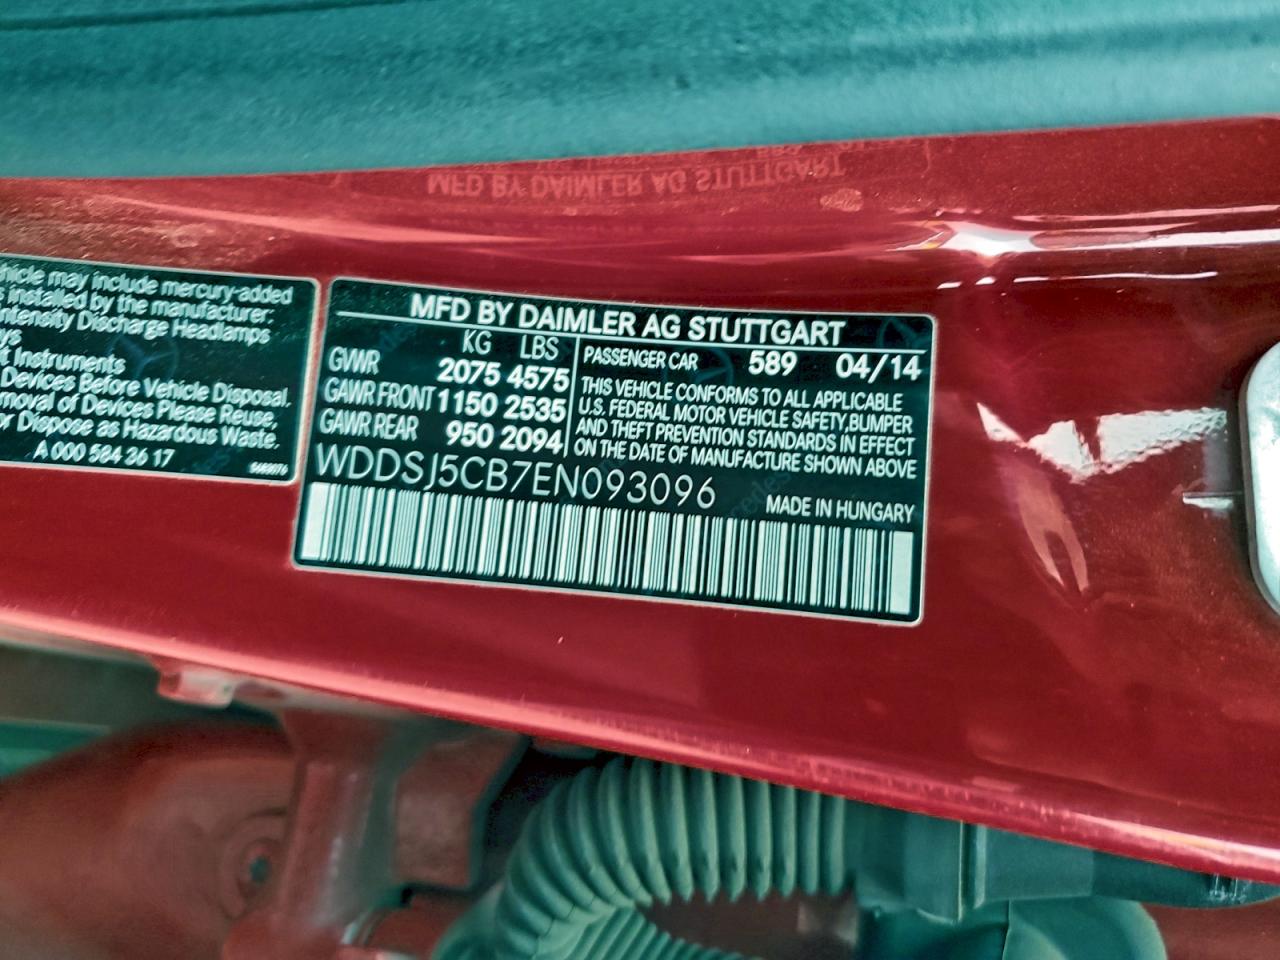 MFD BY DAIMLER AG STUTTGART
hicle may include mercury-added
installed by the manufacturer:
Intensity Discharge Headlamps
ys
t Instruments
Devices Before Vehicle Disposal.
moval of Devices Please Reuse,
or Dispose as Hazardous Waste.
A 000 584 36 17
MFD BY DAIMLER AG STUTTGART
KG LBS
GVWR 2075 4575
GAWR FRONT 1150 2535
GAWR REAR 950 2094
PASSENGER CAR 589 04/14
THIS VEHICLE CONFORMS TO ALL APPLICABLE
U.S. FEDERAL MOTOR VEHICLE SAFETY,BUMPER
AND THEFT PREVENTION STANDARDS IN EFFECT
ON THE DATE OF MANUFACTURE SHOWN ABOVE
WDDSJ5CB7EN093096
MADE IN HUNGARY